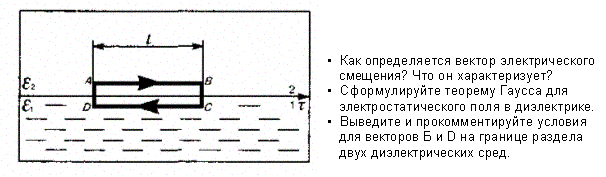 l
A
B
ε₂
2
ε₁
D
C
1
τ
• Как определяется вектор электрического
смещения? Что он характеризует?
• Сформулируйте теорему Гаусса для
электростатического поля в диэлектрике.
• Выведите и прокомментируйте условия
для векторов Б и D на границе раздела
двух диэлектрических сред.